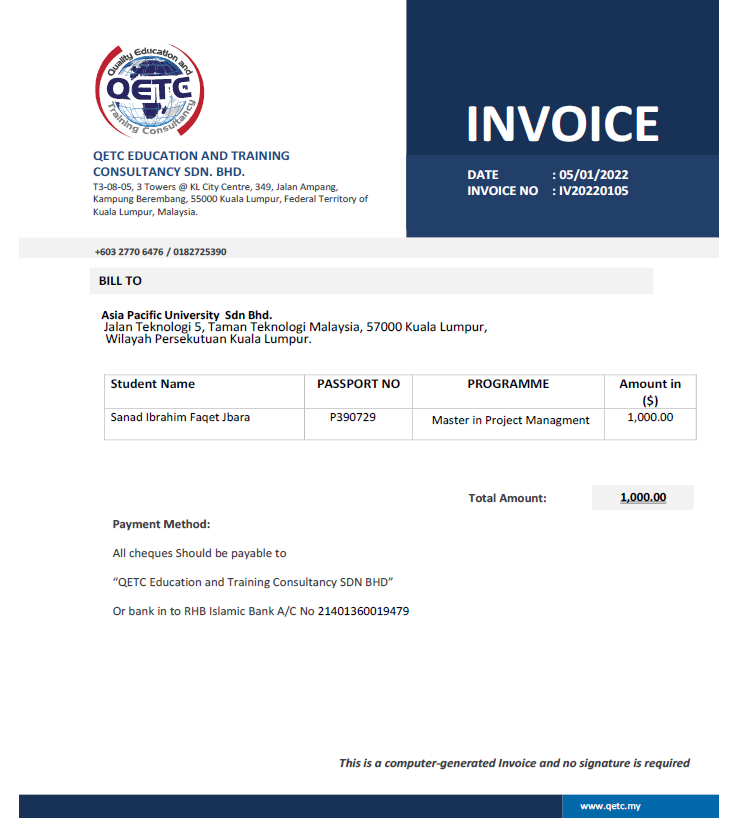 Quality Education and
QETC
Training Consultancy
INVOICE
QETC EDUCATION AND TRAINING
CONSULTANCY SDN. BHD.
T3-08-05, 3 Towers @ KL City Centre, 349, Jalan Ampang,
Kampung Berembang, 55000 Kuala Lumpur, Federal Territory of
Kuala Lumpur, Malaysia.
DATE : 05/01/2022
INVOICE NO : IV20220105
+603 2770 6476 / 0182725390
BILL TO
Asia Pacific University Sdn Bhd.
Jalan Teknologi 5, Taman Teknologi Malaysia, 57000 Kuala Lumpur,
Wilayah Persekutuan Kuala Lumpur.
Student Name PASSPORT NO PROGRAMME Amount in
($)
Sanad Ibrahim Faqet Jbara P390729 Master in Project Managment 1,000.00
Total Amount: 1,000.00
Payment Method:
All cheques Should be payable to
“QETC Education and Training Consultancy SDN BHD”
Or bank in to RHB Islamic Bank A/C No 21401360019479
This is a computer-generated Invoice and no signature is required
www.qetc.my